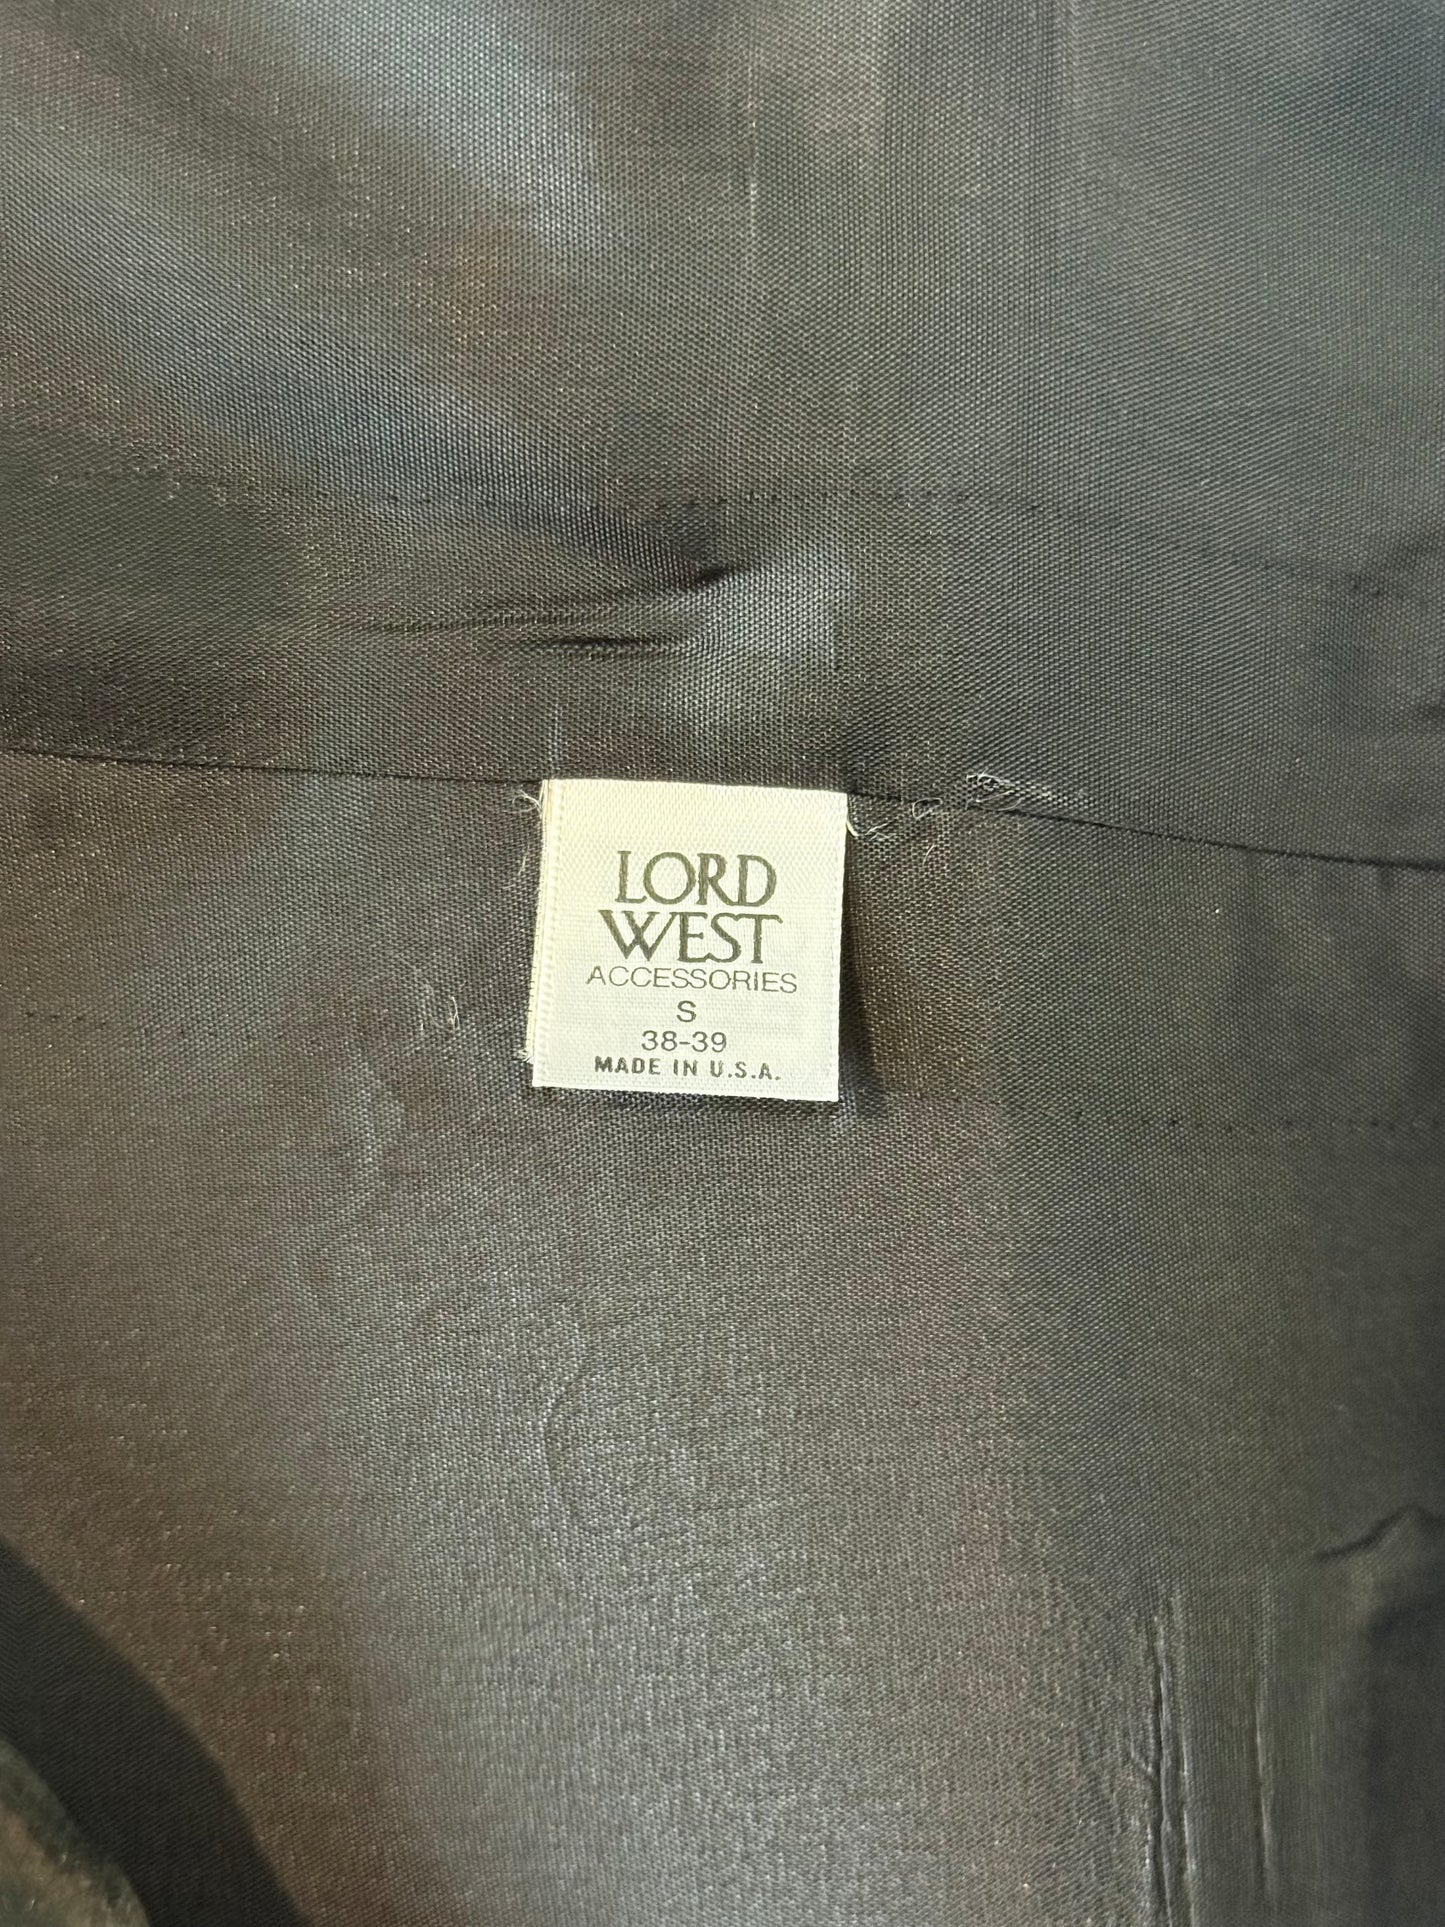 LORD
WEST
ACCESSORIES
S
38-39
MADE IN U.S.A.